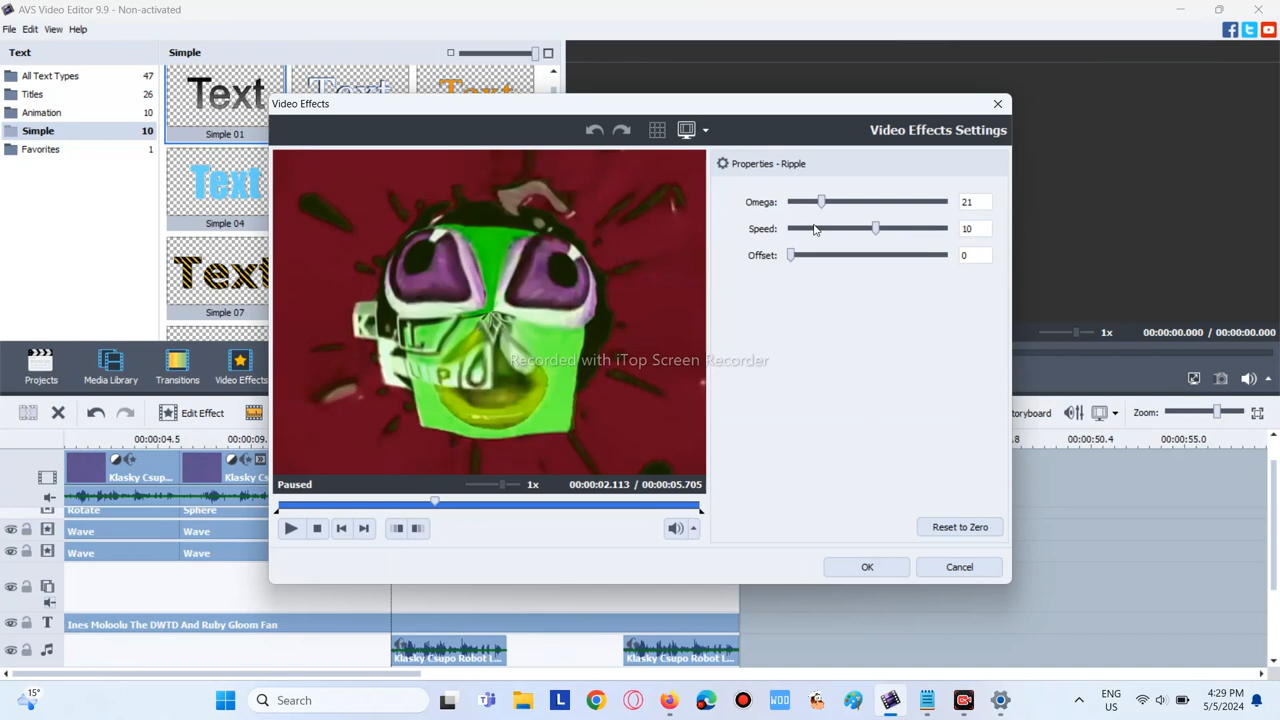 AVS Video Editor 9.9 - Non-activated
File Edit View Help
Text
Simple
All Text Types 47
Titles 26
Animation 10
Simple 10
Favorites 1
Text
Simple 01
Text
Text
Text
Simple 04
Text
Simple 07
Video Effects
Video Effects Settings
Properties - Ripple
Omega: 21
Speed: 10
Offset: 0
Recorded with iTop Screen Recorder
Paused
1x
00:00:02.113 / 00:00:05.705
Reset to Zero
OK
Cancel
1x
00:00:00.000 / 00:00:00.000
Projects
Media Library
Transitions
Video Effects
Edit Effect
Zoom:
00:00:04.5
00:00:50.4
00:00:55.0
Klasky Csup...
Rotate
Sphere
Wave
Wave
Wave
Wave
Ines Moloolu The DWTD And Ruby Gloom Fan
Klasky Csupo Robot L...
Klasky Csupo Robot L...
Search
15°
ENG
US
4:29 PM
5/5/2024